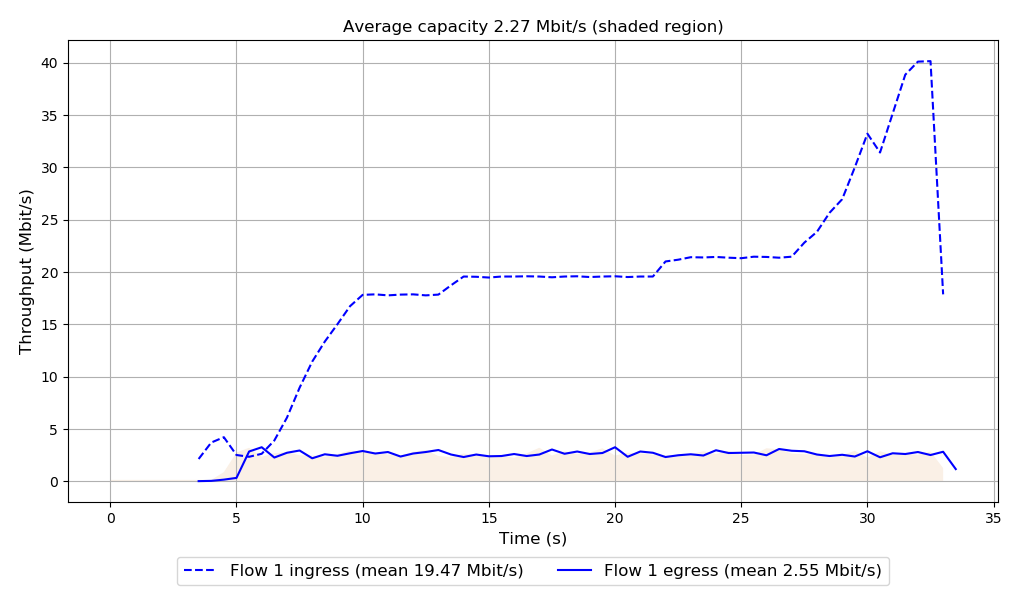 Average capacity 2.27 Mbit/s (shaded region)
Throughput (Mbit/s)
40
35
30
25
20
15
10
5
0
0 5 10 15 20 25 30 35
Time (s)
Flow 1 ingress (mean 19.47 Mbit/s) Flow 1 egress (mean 2.55 Mbit/s)